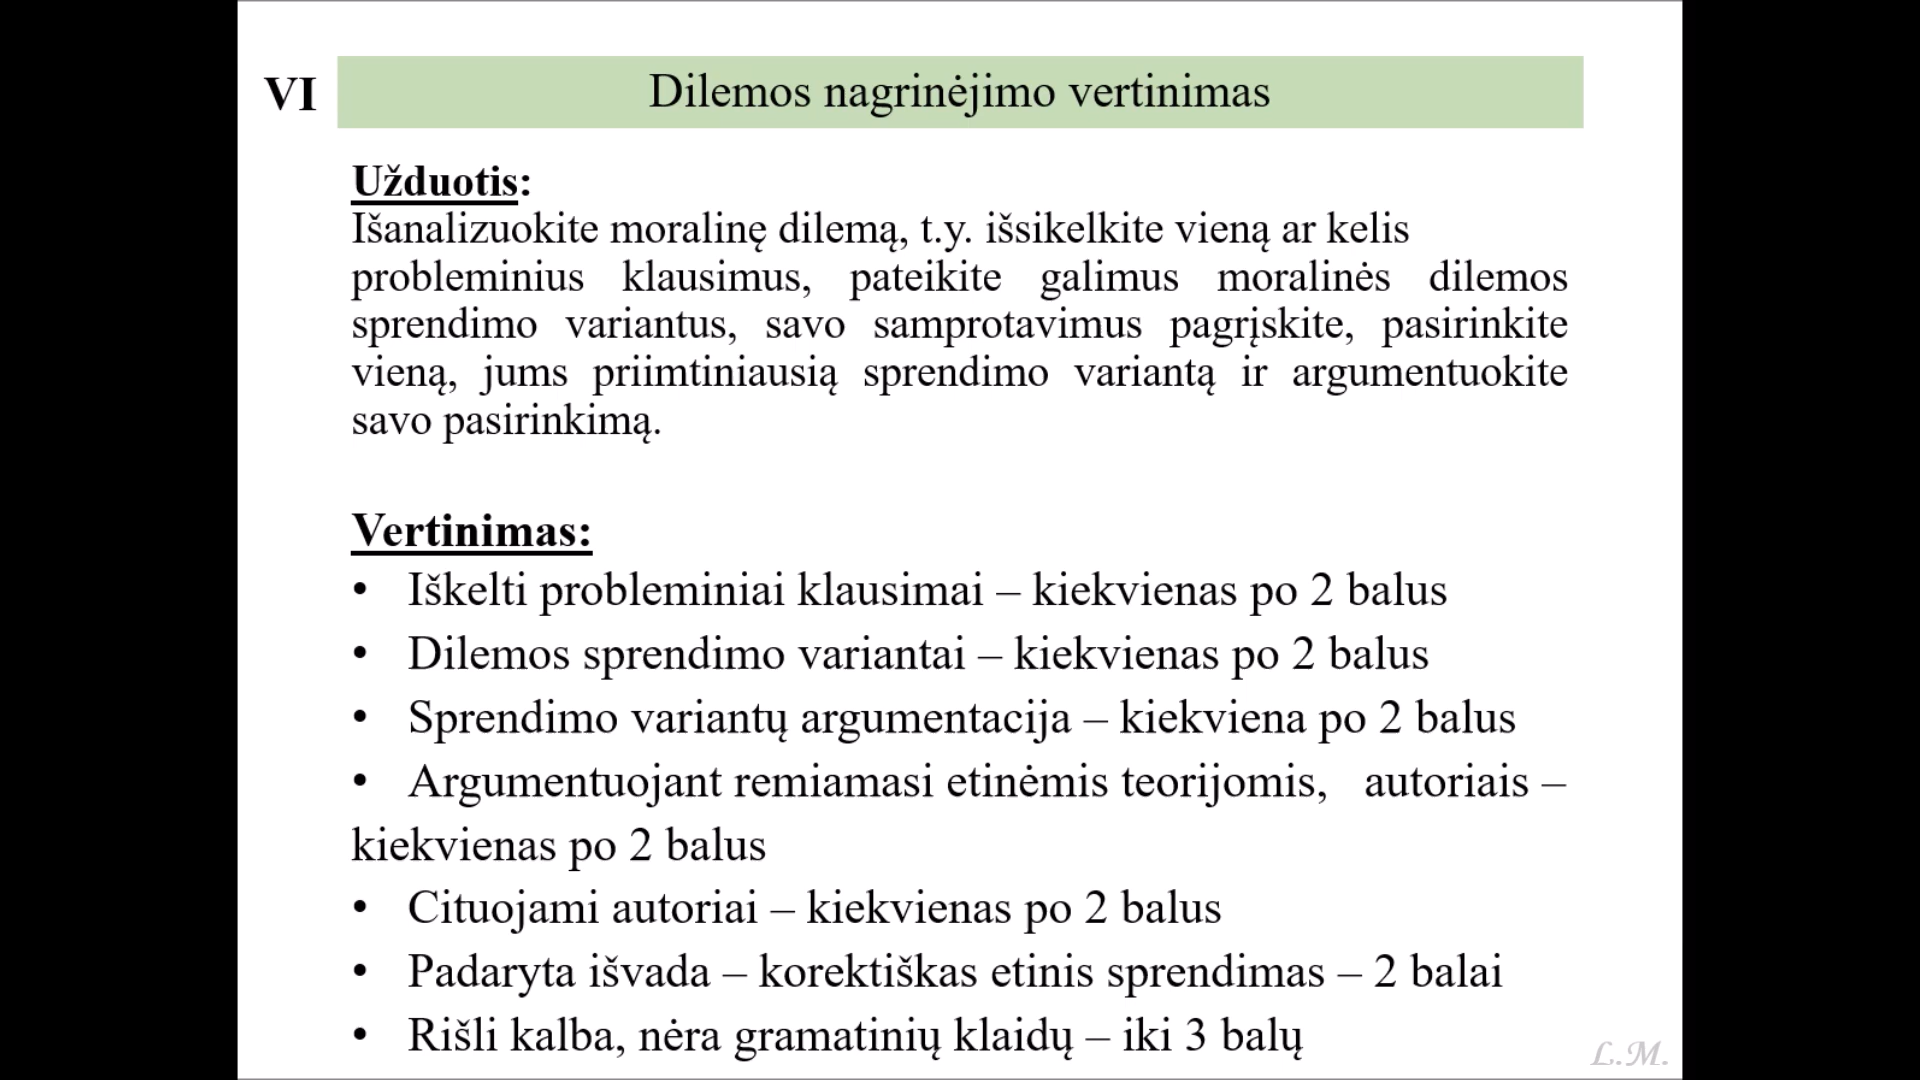 VI
Dilemos nagrinėjimo vertinimas
Užduotis:
Išanalizuokite moralinę dilemą, t.y. išsikelkite vieną ar kelis
probleminius klausimus, pateikite galimus moralinės dilemos
sprendimo variantus, savo samprotavimus pagrįskite, pasirinkite
vieną, jums priimtiniausią sprendimo variantą ir argumentuokite
savo pasirinkimą.
Vertinimas:
• Iškelti probleminiai klausimai – kiekvienas po 2 balus
• Dilemos sprendimo variantai – kiekvienas po 2 balus
• Sprendimo variantų argumentacija – kiekviena po 2 balus
• Argumentuojant remiamasi etinėmis teorijomis, autoriais –
kiekvienas po 2 balus
• Cituojami autoriai – kiekvienas po 2 balus
• Padaryta išvada – korektiškas etinis sprendimas – 2 balai
• Rišli kalba, nėra gramatinių klaidų – iki 3 balų
L.M.